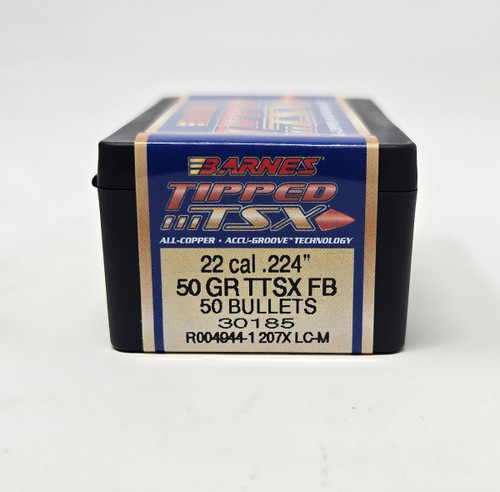 BARNES
TIPPED
TSX
ALL-COPPER • ACCU-GROOVE™ TECHNOLOGY
22 cal .224"
50 GR TTSX FB
50 BULLETS
30185
R004944-1 207X LC-M